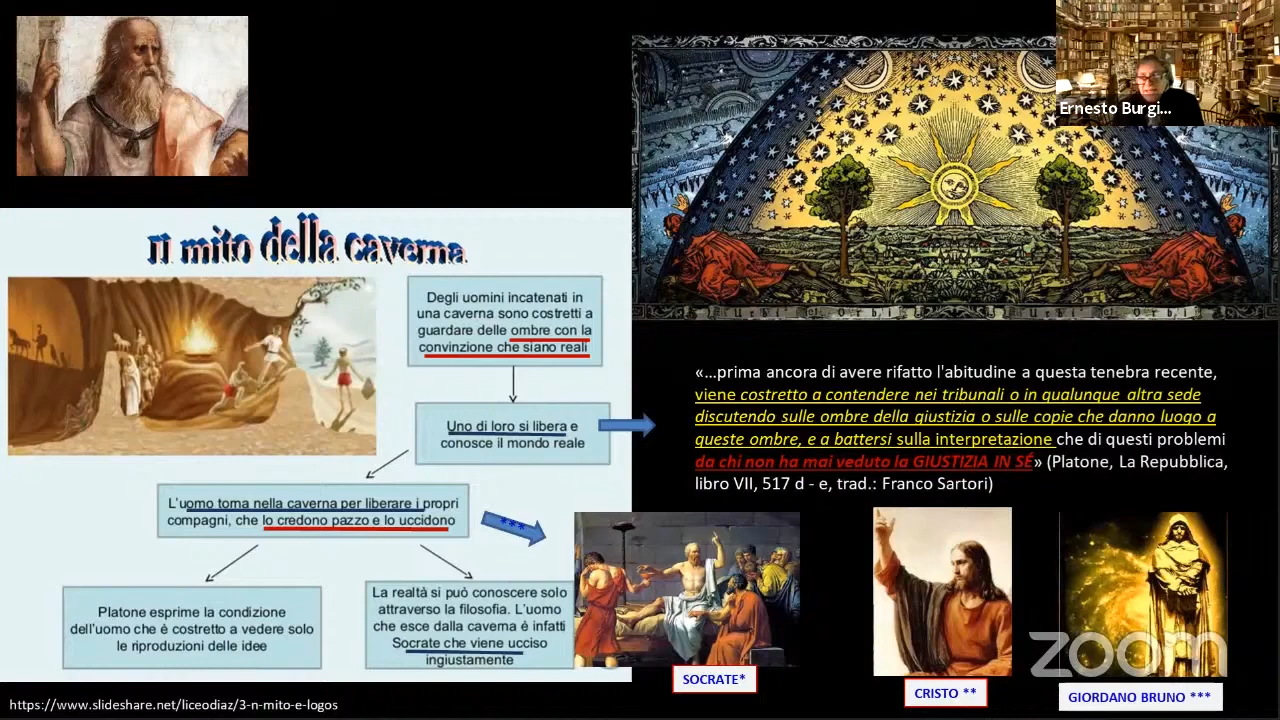 Ernesto Burgi...
Il mito della caverna
Degli uomini incatenati in
una caverna sono costretti a
guardare delle ombre con la
convinzione che siano reali
Uno di loro si libera e
conosce il mondo reale
L'uomo torna nella caverna per liberare i propri
compagni, che lo credono pazzo e lo uccidono
***
Platone esprime la condizione
dell'uomo che è costretto a vedere solo
le riproduzioni delle idee
La realtà si può conoscere solo
attraverso la filosofia. L'uomo
che esce dalla caverna è infatti
Socrate che viene ucciso
ingiustamente
https://www.slideshare.net/liceodiaz/3-n-mito-e-logos
«...prima ancora di avere rifatto l'abitudine a questa tenebra recente,
viene costretto a contendere nei tribunali o in qualunque altra sede
discutendo sulle ombre della giustizia o sulle copie che danno luogo a
queste ombre, e a battersi sulla interpretazione che di questi problemi
da chi non ha mai veduto la GIUSTIZIA IN SÉ» (Platone, La Repubblica,
libro VII, 517 d - e, trad.: Franco Sartori)
SOCRATE*
CRISTO **
GIORDANO BRUNO ***
zoom